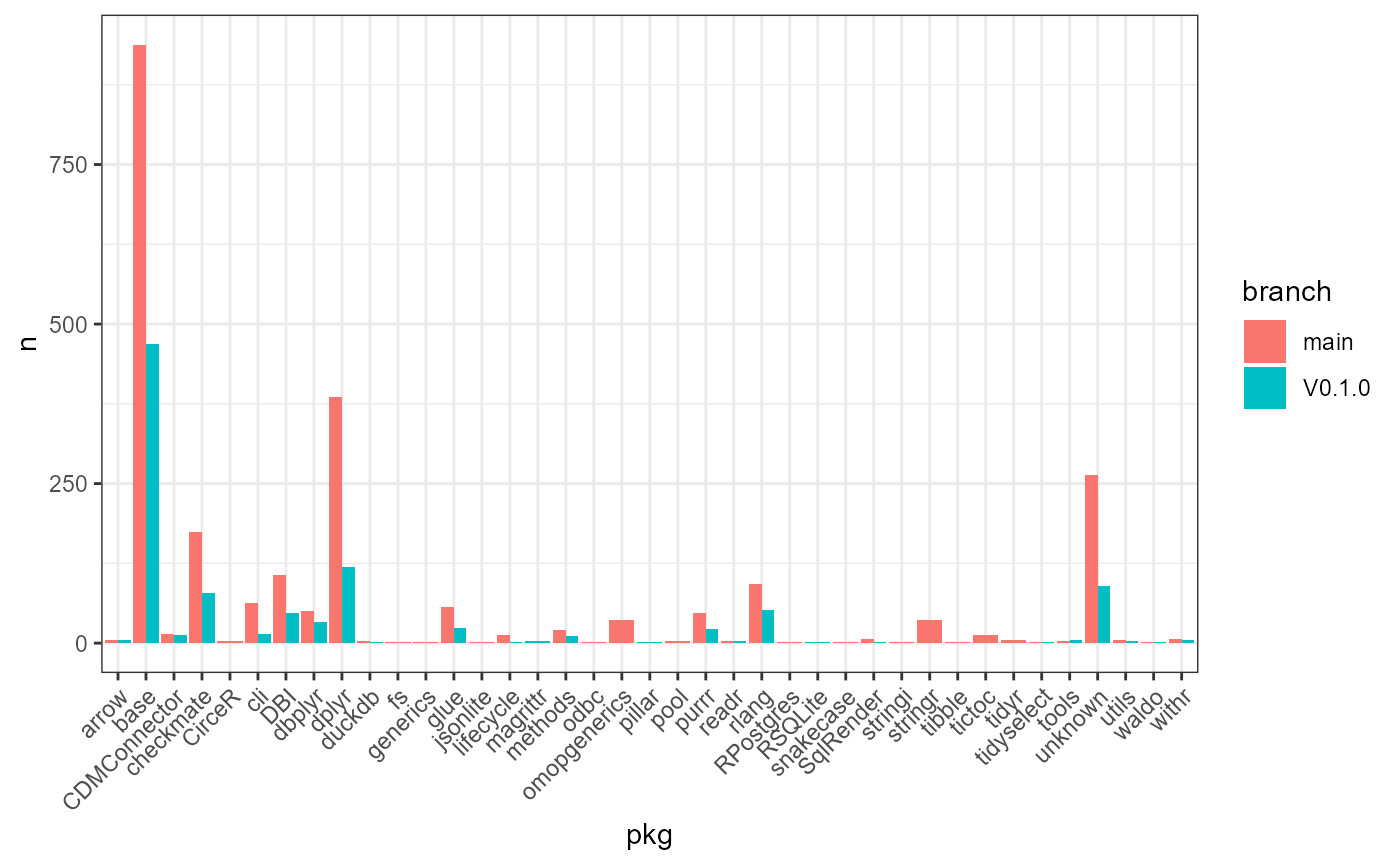 750
500
250
0
n
arrow
base
CDMConnector
checkmate
CirceR
cli
DBI
dbplyr
dplyr
duckdb
fs
generics
glue
jsonlite
lifecycle
magrittr
methods
odbc
omopgenerics
pillar
pool
purrr
readr
rlang
RPostgres
RSQLite
snakecase
SqlRender
stringi
stringr
tibble
tictoc
tidyr
tidyselect
tools
unknown
utils
waldo
withr
pkg
branch
main
V0.1.0